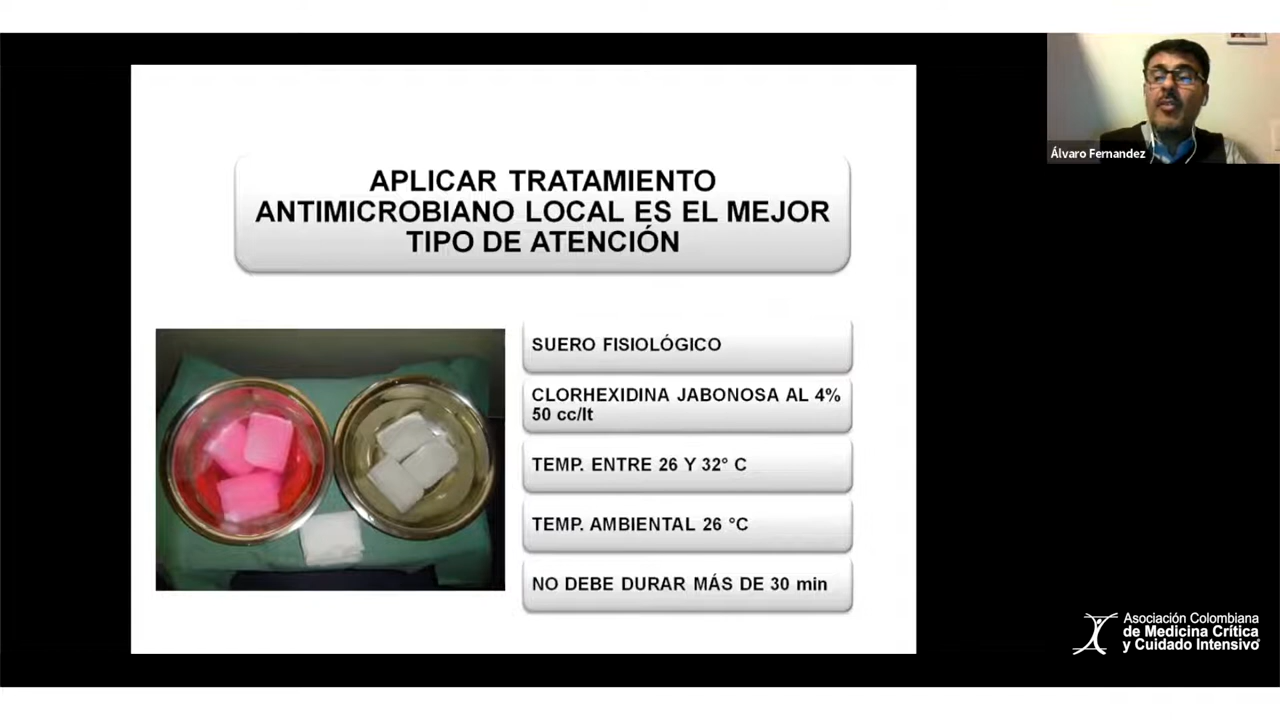 APLICAR TRATAMIENTO
ANTIMICROBIANO LOCAL ES EL MEJOR
TIPO DE ATENCIÓN
SUERO FISIOLÓGICO
CLORHEXIDINA JABONOSA AL 4%
50 cc/lt
TEMP. ENTRE 26 Y 32° C
TEMP. AMBIENTAL 26 °C
NO DEBE DURAR MÁS DE 30 min
Álvaro Fernandez
Asociación Colombiana
de Medicina Crítica
y Cuidado Intensivo